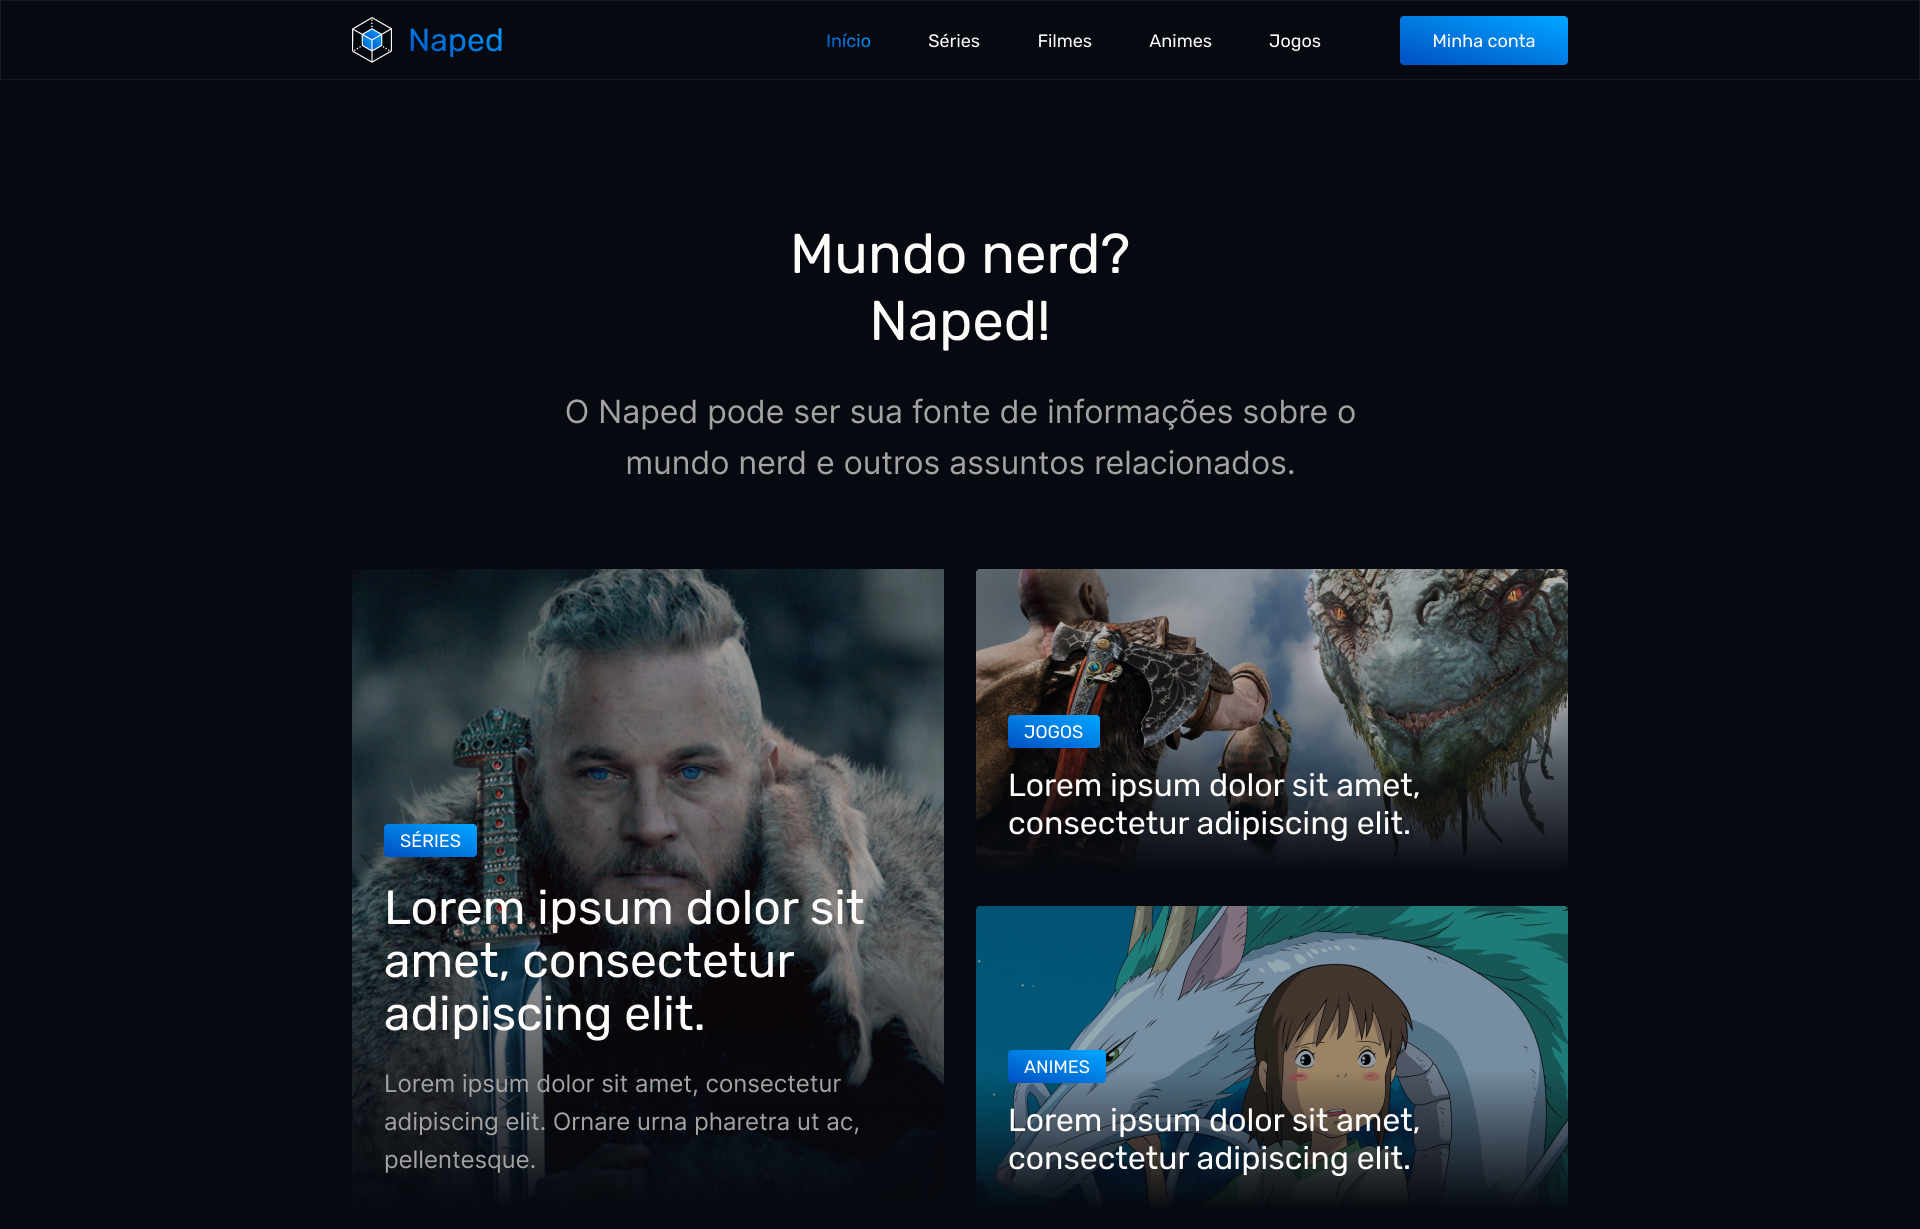 Naped
Início
Séries
Filmes
Animes
Jogos
Minha conta
Mundo nerd?
Naped!
O Naped pode ser sua fonte de informações sobre o
mundo nerd e outros assuntos relacionados.
SÉRIES
Lorem ipsum dolor sit
amet, consectetur
adipiscing elit.
Lorem ipsum dolor sit amet, consectetur
adipiscing elit. Ornare urna pharetra ut ac,
pellentesque.
JOGOS
Lorem ipsum dolor sit amet,
consectetur adipiscing elit.
ANIMES
Lorem ipsum dolor sit amet,
consectetur adipiscing elit.